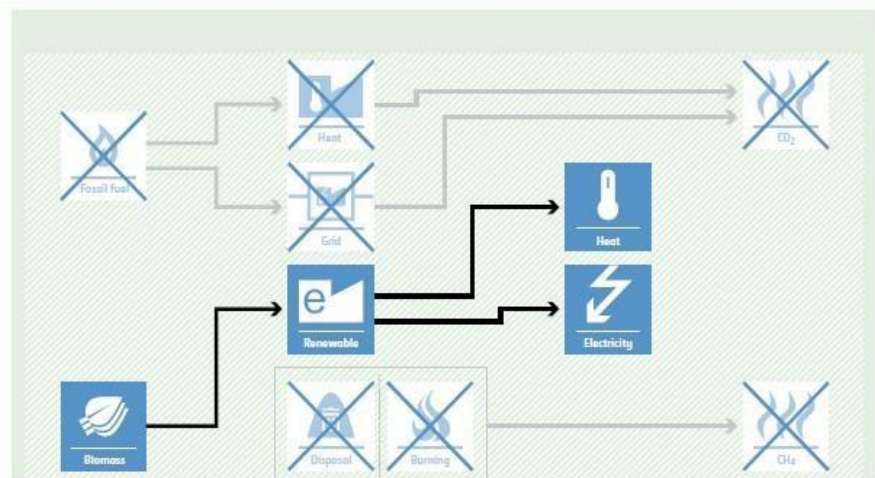 Heat
CO2
Fossil fuel
Grid
Heat
e
Renewable
Electricity
Biomass
Disposal
Burning
CH4